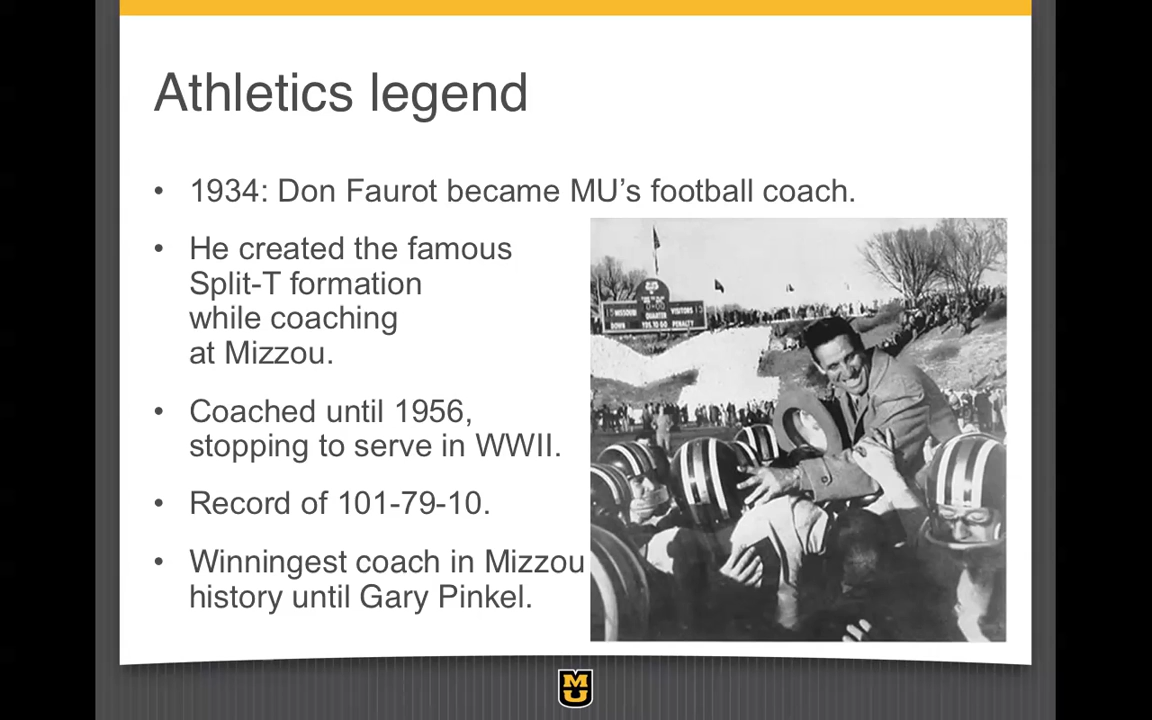 Athletics legend
• 1934: Don Faurot became MU’s football coach.
• He created the famous
Split-T formation
while coaching
at Mizzou.
• Coached until 1956,
stopping to serve in WWII.
• Record of 101-79-10.
• Winningest coach in Mizzou
history until Gary Pinkel.
MISSOURI
QUARTER
VISITORS
DOWN
YDS. TO GO
PENALTY
MU